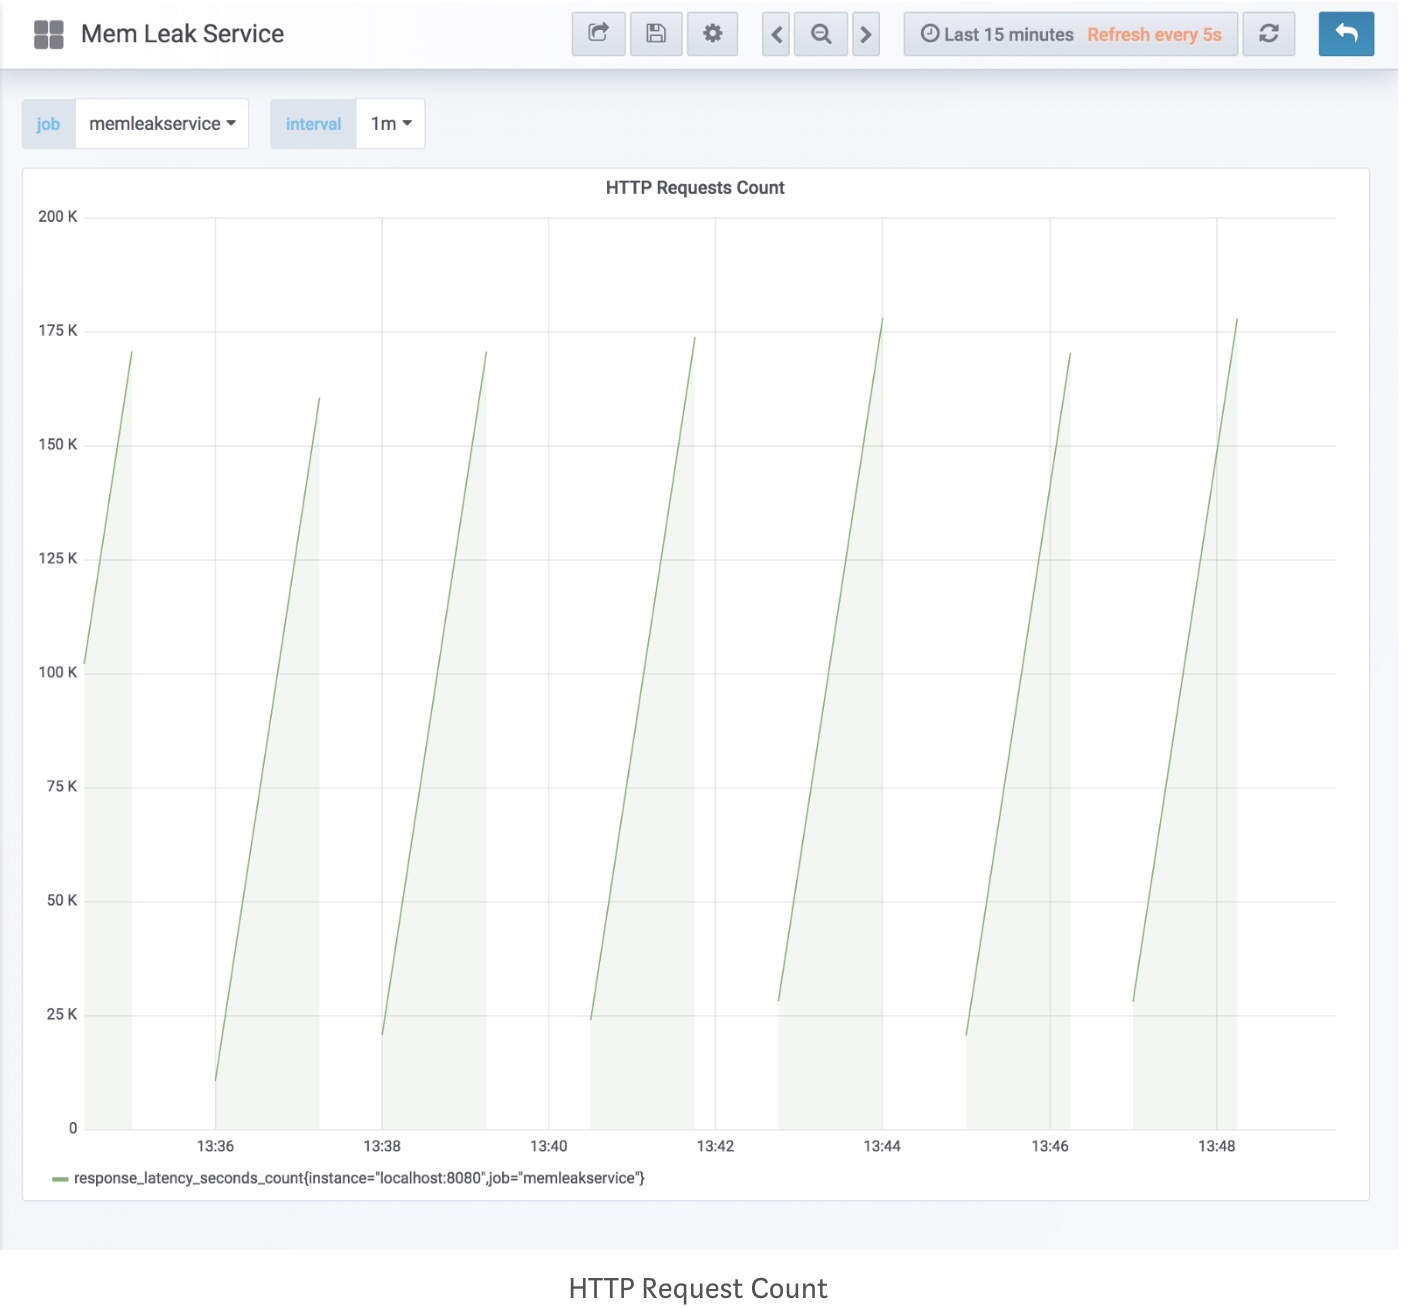 Mem Leak Service
Last 15 minutes Refresh every 5s
job memleakservice interval 1m
HTTP Requests Count
200 K
175 K
150 K
125 K
100 K
75 K
50 K
25 K
0
13:36 13:38 13:40 13:42 13:44 13:46 13:48
response_latency_seconds_count{instance="localhost:8080",job="memleakservice"}
HTTP Request Count